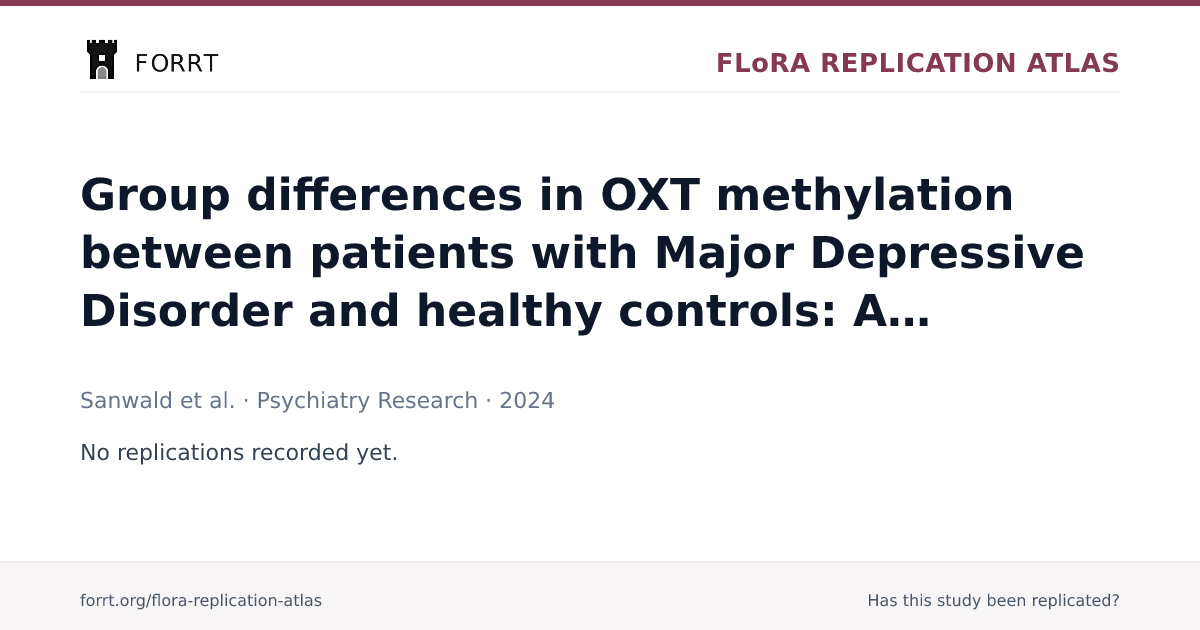 FORRT
FLoRA REPLICATION ATLAS
Group differences in OXT methylation
between patients with Major Depressive
Disorder and healthy controls: A…
Sanwald et al. · Psychiatry Research · 2024
No replications recorded yet.
forrt.org/flora-replication-atlas
Has this study been replicated?